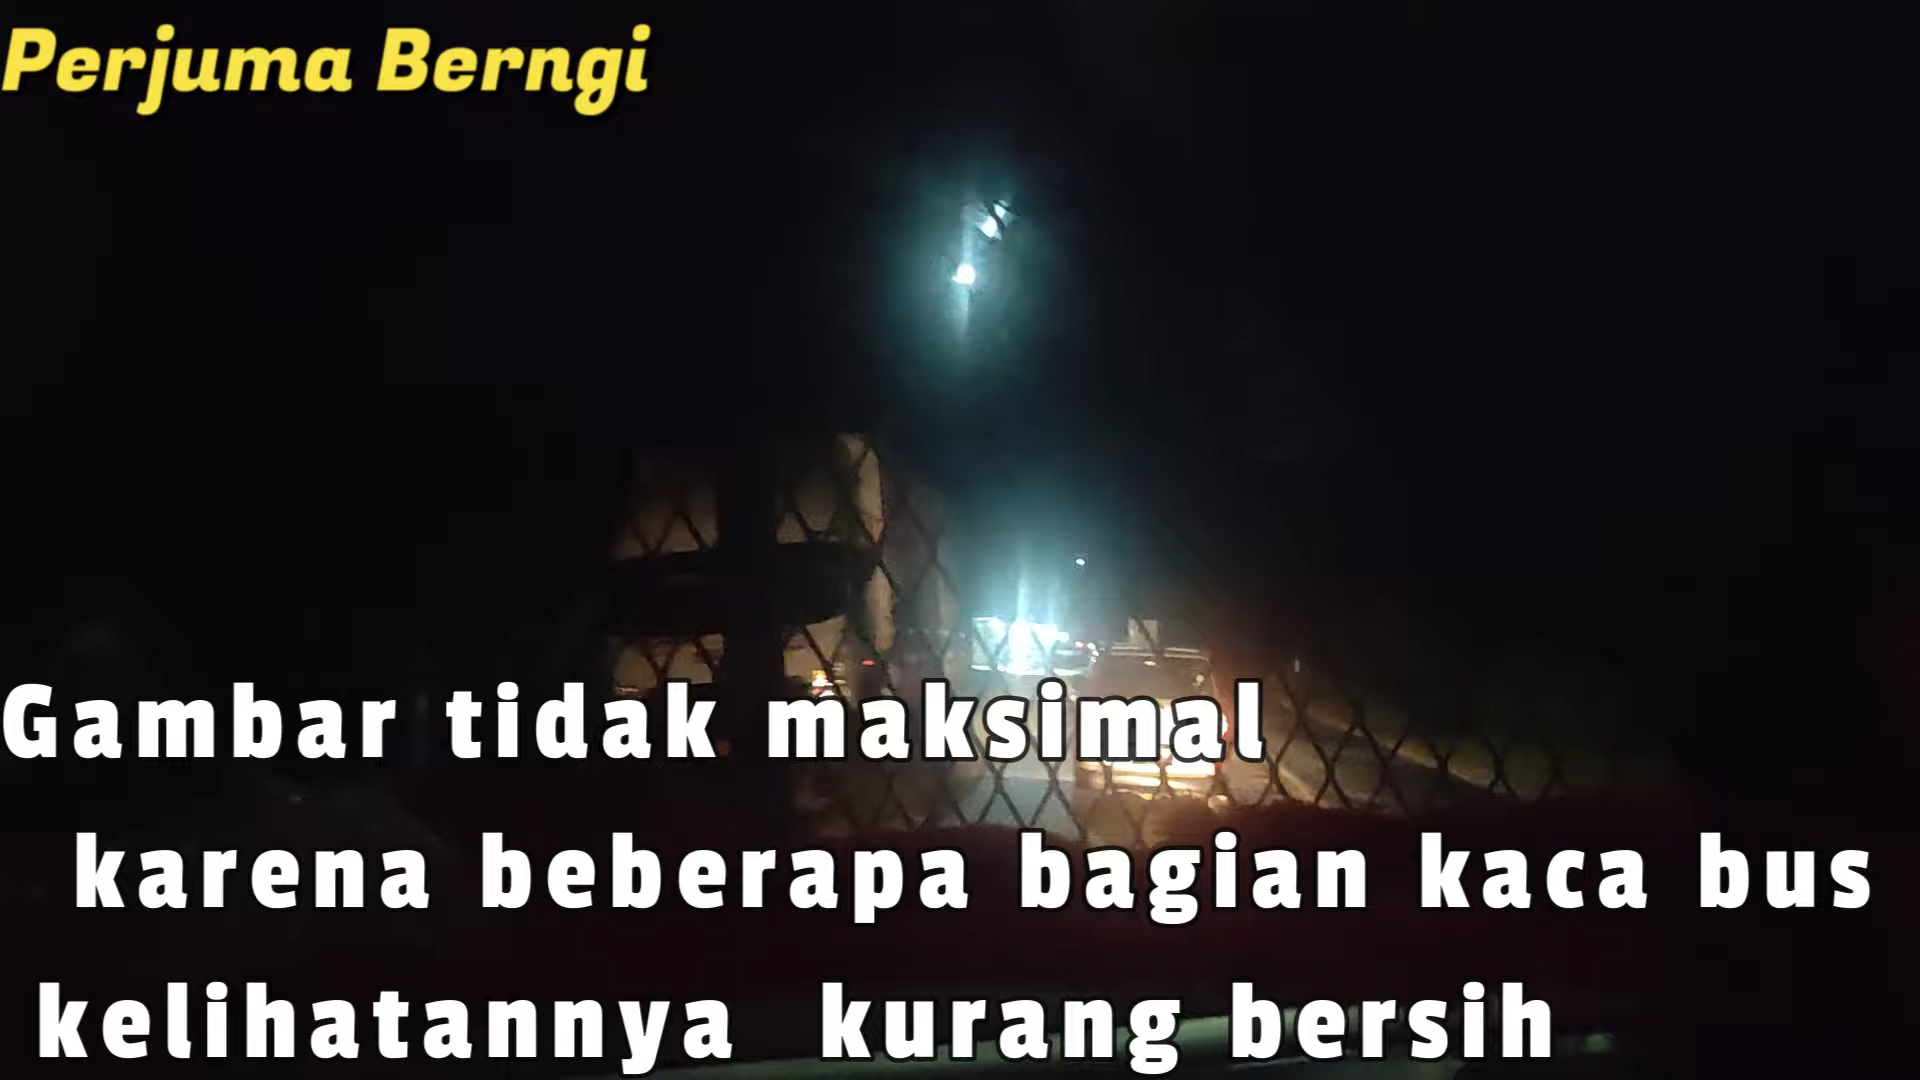 Perjuma Berngi
Gambar tidak maksimal
karena beberapa bagian kaca bus
kelihatannya kurang bersih